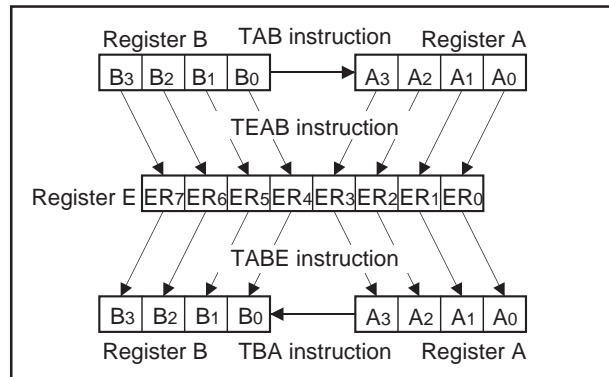 Register B TAB instruction Register A
B3 B2 B1 B0 A3 A2 A1 A0
TEAB instruction
Register E ER7 ER6 ER5 ER4 ER3 ER2 ER1 ER0
TABE instruction
B3 B2 B1 B0 A3 A2 A1 A0
Register B TBA instruction Register A